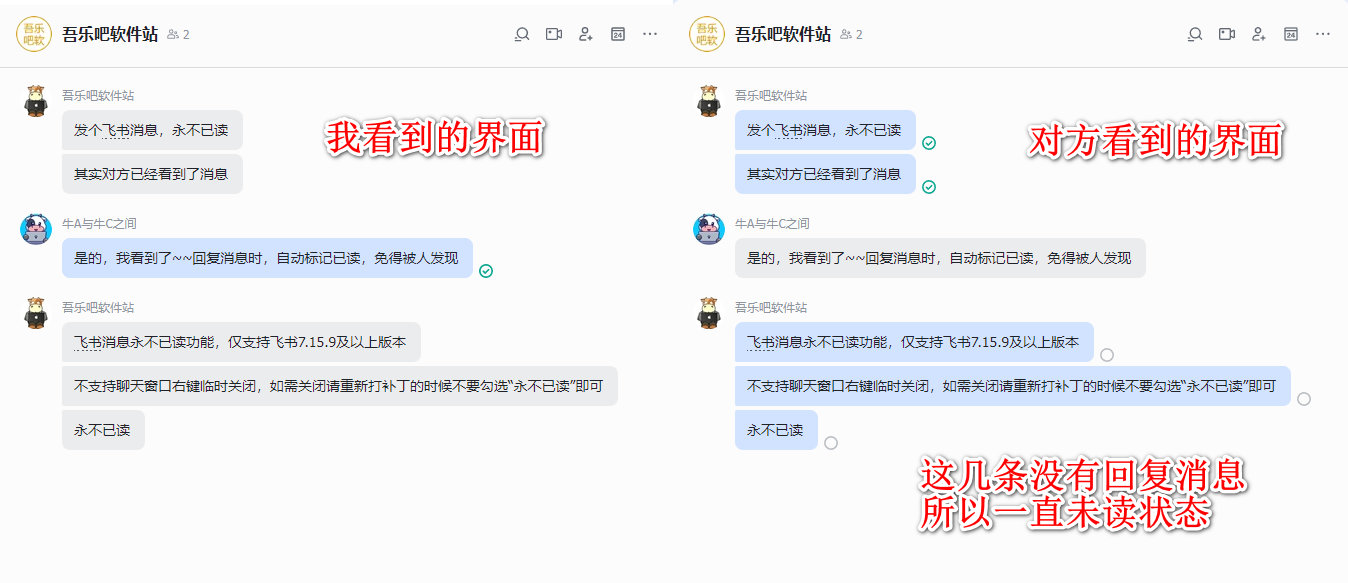 吾乐
吧软
吾乐吧软件站
2
24
吾乐吧软件站
发个飞书消息，永不已读
其实对方已经看到了消息
我看到的界面
牛A与牛C之间
是的，我看到了~~回复消息时，自动标记已读，免得被人发现
吾乐吧软件站
飞书消息永不已读功能，仅支持飞书7.15.9及以上版本
不支持聊天窗口右键临时关闭，如需关闭请重新打补丁的时候不要勾选“永不已读”即可
永不已读
吾乐
吧软
吾乐吧软件站
2
24
吾乐吧软件站
发个飞书消息，永不已读
其实对方已经看到了消息
对方看到的界面
牛A与牛C之间
是的，我看到了~~回复消息时，自动标记已读，免得被人发现
吾乐吧软件站
飞书消息永不已读功能，仅支持飞书7.15.9及以上版本
不支持聊天窗口右键临时关闭，如需关闭请重新打补丁的时候不要勾选“永不已读”即可
永不已读
这几条没有回复消息
所以一直未读状态